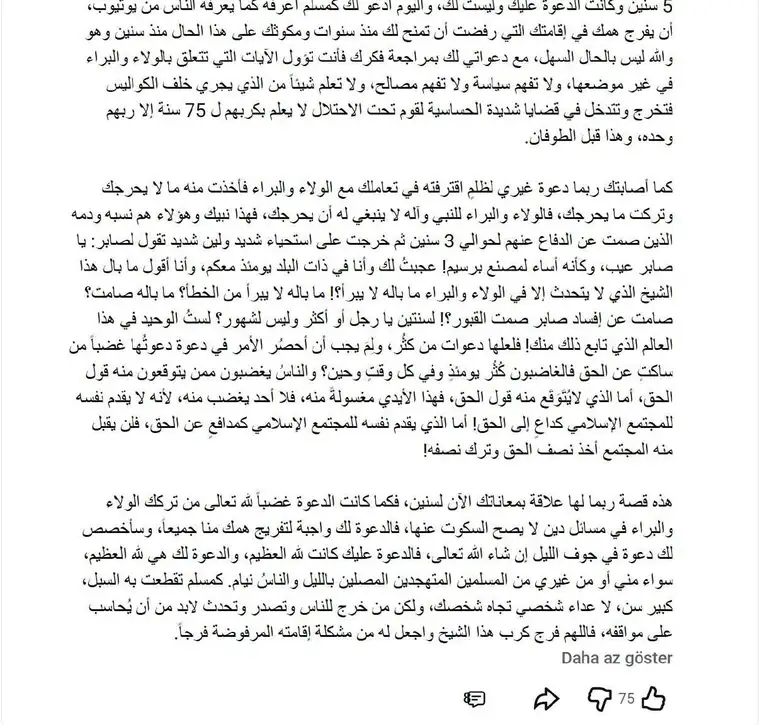 5 سنين وكانت الدعوة عليك وليست لك، واليوم أدعو لك كمسلم أعرفه كما يعرفه الناس من يوتيوب،
أن يفرج همك في إقامتك التي رفضت أن تمنح لك منذ سنوات ومكوثك على هذا الحال منذ سنين وهو
والله ليس بالحال السهل، مع دعواتي لك بمراجعة فكرك فأنت تؤول الآيات التي تتعلق بالولاء والبراء
في غير موضعها، ولا تفهم سياسة ولا تفهم مصالح، ولا تعلم شيئاً من الذي يجري خلف الكواليس
فتخرج وتتدخل في قضايا شديدة الحساسية لقوم تحت الاحتلال لا يعلم بكربهم ل 75 سنة إلا ربهم
وحده، وهذا قبل الطوفان.
كما أصابتك ربما دعوة غيري لظلمٍ اقترفته في تعاملك مع الولاء والبراء فأخذت منه ما لا يحرجك
وتركت ما يحرجك، فالولاء والبراء للنبي وآله لا ينبغي له أن يحرجك، فهذا نبيك وهؤلاء هم نسبه ودمه
الذين صمت عن الدفاع عنهم لحوالي 3 سنين ثم خرجت على استحياء شديد ولين شديد تقول لصابر: يا
صابر عيب، وكأنه أساء لمصنع برسيم! عجبتُ لك وأنا في ذات البلد يومئذ معكم، وأنا أقول ما بال هذا
الشيخ الذي لا يتحدث إلا في الولاء والبراء ما باله لا يبرأ؟! ما باله لا يبرأ من الخطأ؟ ما باله صامت؟
صامت عن إفساد صابر صمت القبور؟! لسنتين يا رجل أو أكثر وليس لشهور؟ لستُ الوحيد في هذا
العالم الذي تابع ذلك منك! فلعلها دعوات من كُثُر، ولِمَ يجب أن أحصُر الأمر في دعوة دعوتُها غضباً من
ساكتٍ عن الحق فالغاضبون كُثُر يومئذٍ وفي كل وقتٍ وحين؟ والناسُ يغضبون ممن يتوقعون منه قول
الحق، أما الذي لايُتَوَقَع منه قول الحق، فهذا الأيدي مغسولةً منه، فلا أحد يغضب منه، لأنه لا يقدم نفسه
للمجتمع الإسلامي كداعٍ إلى الحق! أما الذي يقدم نفسه للمجتمع الإسلامي كمدافعٍ عن الحق، فلن يقبل
منه المجتمع أخذ نصف الحق وترك نصفه!
هذه قصة ربما لها علاقة بمعاناتك الآن لسنين، فكما كانت الدعوة غضباً لله تعالى من تركك الولاء
والبراء في مسائل دين لا يصح السكوت عنها، فالدعوة لك واجبة لتفريج همك منا جميعاً، وسأخصص
لك دعوة في جوف الليل إن شاء الله تعالى، فالدعوة عليك كانت لله العظيم، والدعوة لك هي لله العظيم،
سواء مني أو من غيري من المسلمين المتهجدين المصلين بالليل والناسُ نيام. كمسلم تقطعت به السبل،
كبير سن، لا عداء شخصي تجاه شخصك، ولكن من خرج للناس وتصدر وتحدث لابد من أن يُحاسب
على مواقفه، فاللهم فرج كرب هذا الشيخ واجعل له من مشكلة إقامته المرفوضة فرجاً.
Daha az göster
75